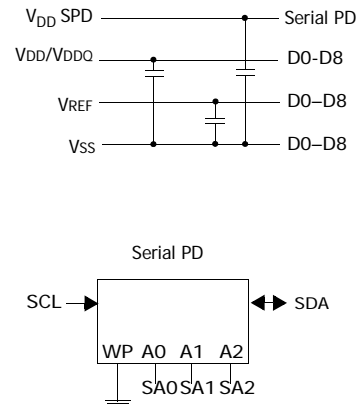 VDD SPD Serial PD
VDD/VDDQ D0-D8
VREF D0–D8
VSS D0–D8
Serial PD
SCL SDA
WP A0 A1 A2
SA0 SA1 SA2